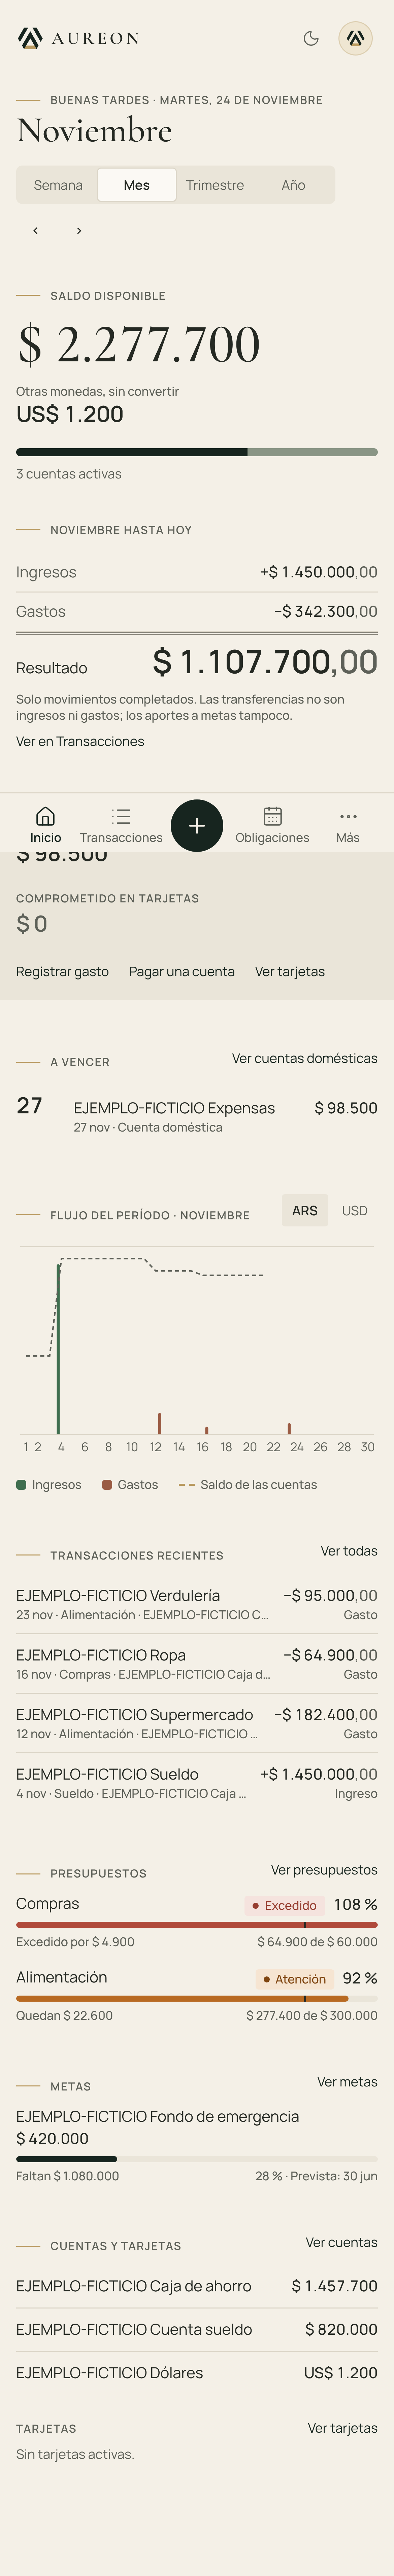 AUREON
BUENAS TARDES · MARTES, 24 DE NOVIEMBRE
Noviembre
Semana Mes Trimestre Año
‹ ›
SALDO DISPONIBLE
$ 2.277.700
Otras monedas, sin convertir
US$ 1.200
3 cuentas activas
NOVIEMBRE HASTA HOY
Ingresos +$ 1.450.000,00
Gastos −$ 342.300,00
Resultado $ 1.107.700,00
Solo movimientos completados. Las transferencias no son
ingresos ni gastos; los aportes a metas tampoco.
Ver en Transacciones
Inicio Transacciones + Obligaciones Más
$ 98.500
COMPROMETIDO EN TARJETAS
$ 0
Registrar gasto Pagar una cuenta Ver tarjetas
A VENCER Ver cuentas domésticas
27 EJEMPLO-FICTICIO Expensas $ 98.500
27 nov · Cuenta doméstica
FLUJO DEL PERÍODO · NOVIEMBRE ARS USD
1 2 4 6 8 10 12 14 16 18 20 22 24 26 28 30
Ingresos Gastos Saldo de las cuentas
TRANSACCIONES RECIENTES Ver todas
EJEMPLO-FICTICIO Verdulería −$ 95.000,00
23 nov · Alimentación · EJEMPLO-FICTICIO C... Gasto
EJEMPLO-FICTICIO Ropa −$ 64.900,00
16 nov · Compras · EJEMPLO-FICTICIO Caja d... Gasto
EJEMPLO-FICTICIO Supermercado −$ 182.400,00
12 nov · Alimentación · EJEMPLO-FICTICIO ... Gasto
EJEMPLO-FICTICIO Sueldo +$ 1.450.000,00
4 nov · Sueldo · EJEMPLO-FICTICIO Caja ... Ingreso
PRESUPUESTOS Ver presupuestos
Compras Excedido 108 %
Excedido por $ 4.900 $ 64.900 de $ 60.000
Alimentación Atención 92 %
Quedan $ 22.600 $ 277.400 de $ 300.000
METAS Ver metas
EJEMPLO-FICTICIO Fondo de emergencia
$ 420.000
Faltan $ 1.080.000 28 % · Prevista: 30 jun
CUENTAS Y TARJETAS Ver cuentas
EJEMPLO-FICTICIO Caja de ahorro $ 1.457.700
EJEMPLO-FICTICIO Cuenta sueldo $ 820.000
EJEMPLO-FICTICIO Dólares US$ 1.200
TARJETAS Ver tarjetas
Sin tarjetas activas.